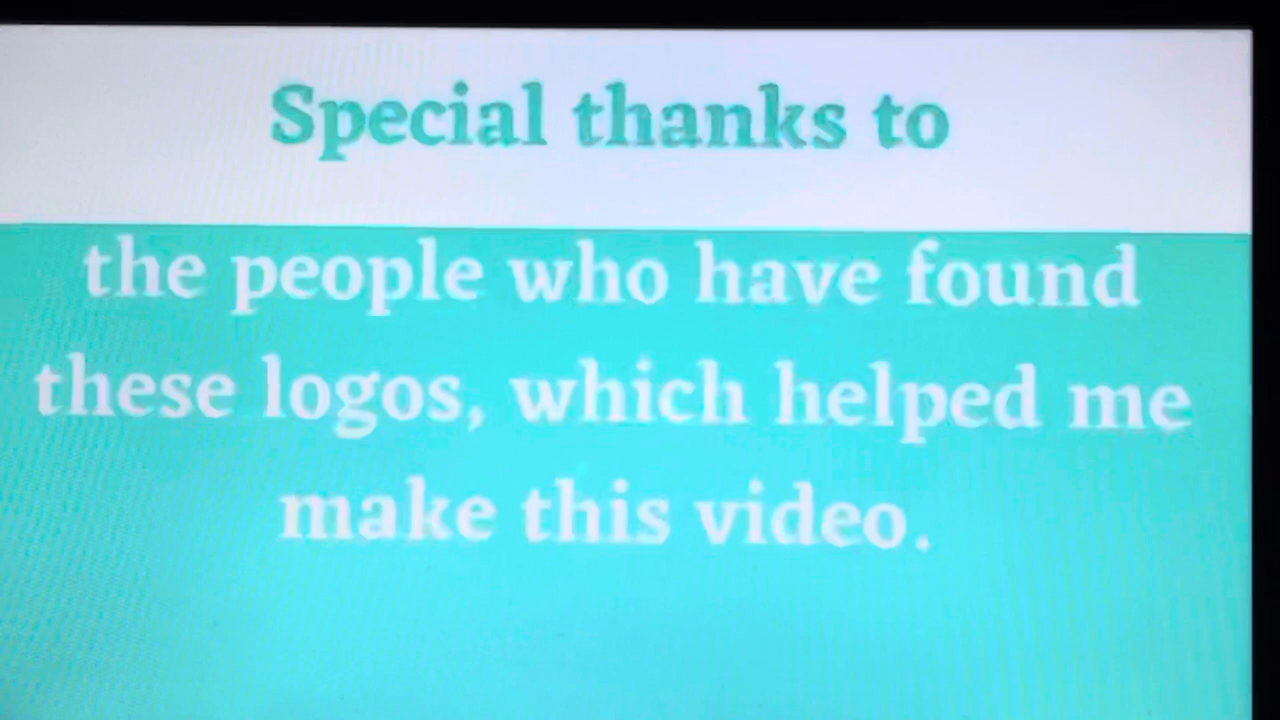 Special thanks to
the people who have found
these logos, which helped me
make this video.